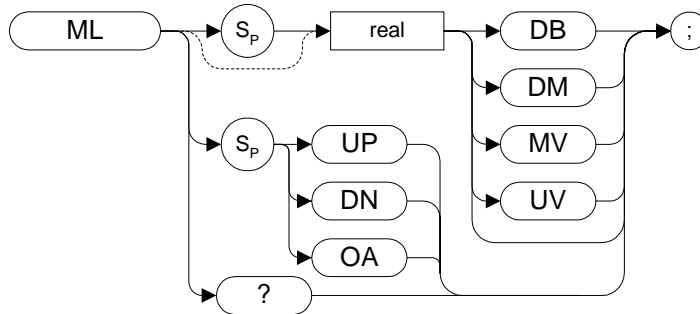 ML SP real DB ;
DM
SP UP MV
DN UV
OA
?